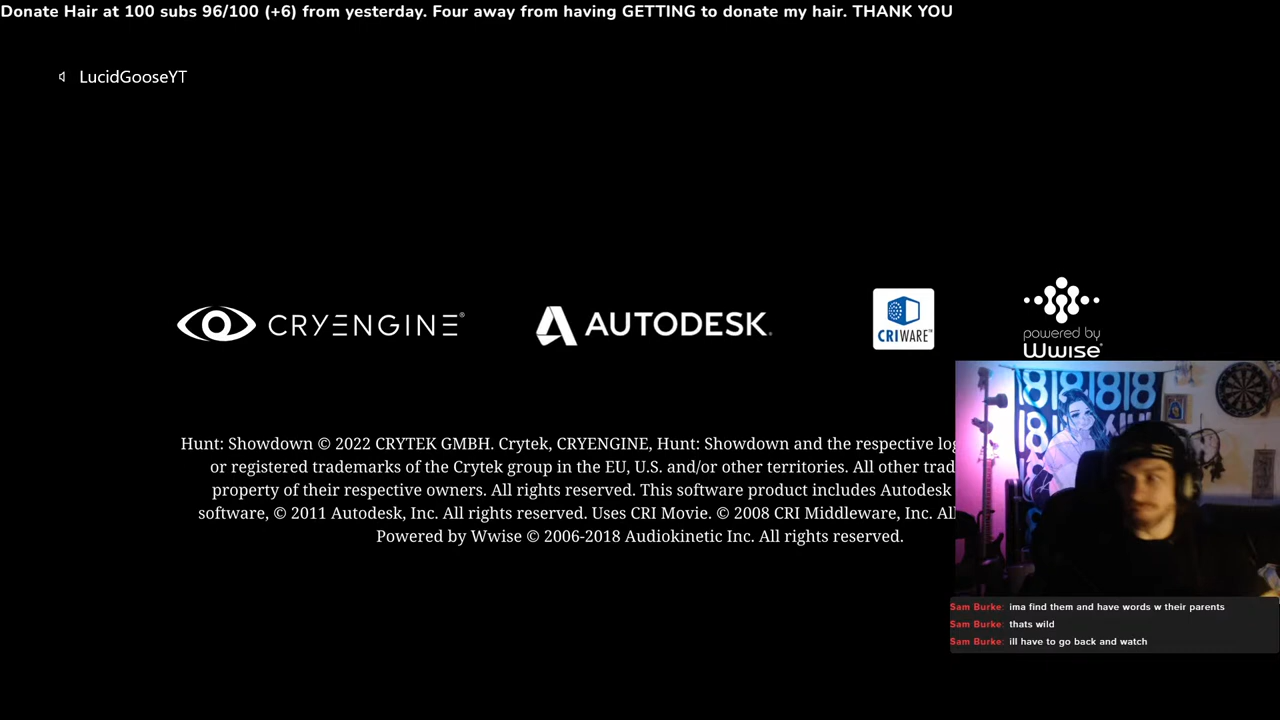 Donate Hair at 100 subs 96/100 (+6) from yesterday. Four away from having GETTING to donate my hair. THANK YOU
LucidGooseYT
CRYENGINE®
AUTODESK®
CRIWARE™
powered by
Wwise®
Hunt: Showdown © 2022 CRYTEK GMBH. Crytek, CRYENGINE, Hunt: Showdown and the respective
or registered trademarks of the Crytek group in the EU, U.S. and/or other territories. All other
property of their respective owners. All rights reserved. This software product includes Autodesk
software, © 2011 Autodesk, Inc. All rights reserved. Uses CRI Movie. © 2008 CRI Middleware, Inc.
Powered by Wwise © 2006-2018 Audiokinetic Inc. All rights reserved.
Sam Burke: ima find them and have words w their parents
Sam Burke: thats wild
Sam Burke: ill have to go back and watch